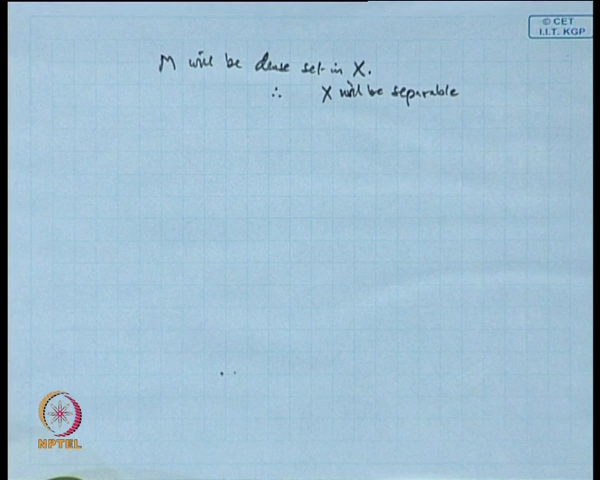 © CET
I.I.T. KGP
M will be dense set in X.
∴ X will be separable
NPTEL